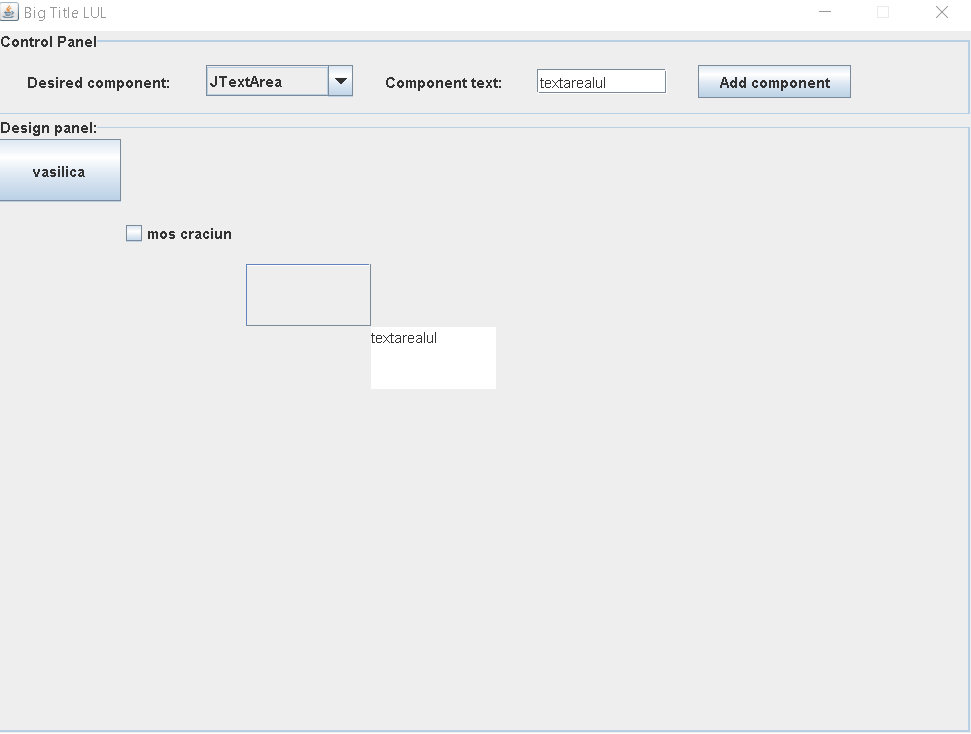 Big Title LUL
Control Panel
Desired component: JTextArea Component text: textarealul Add component
Design panel:
vasilica
mos craciun
textarealul